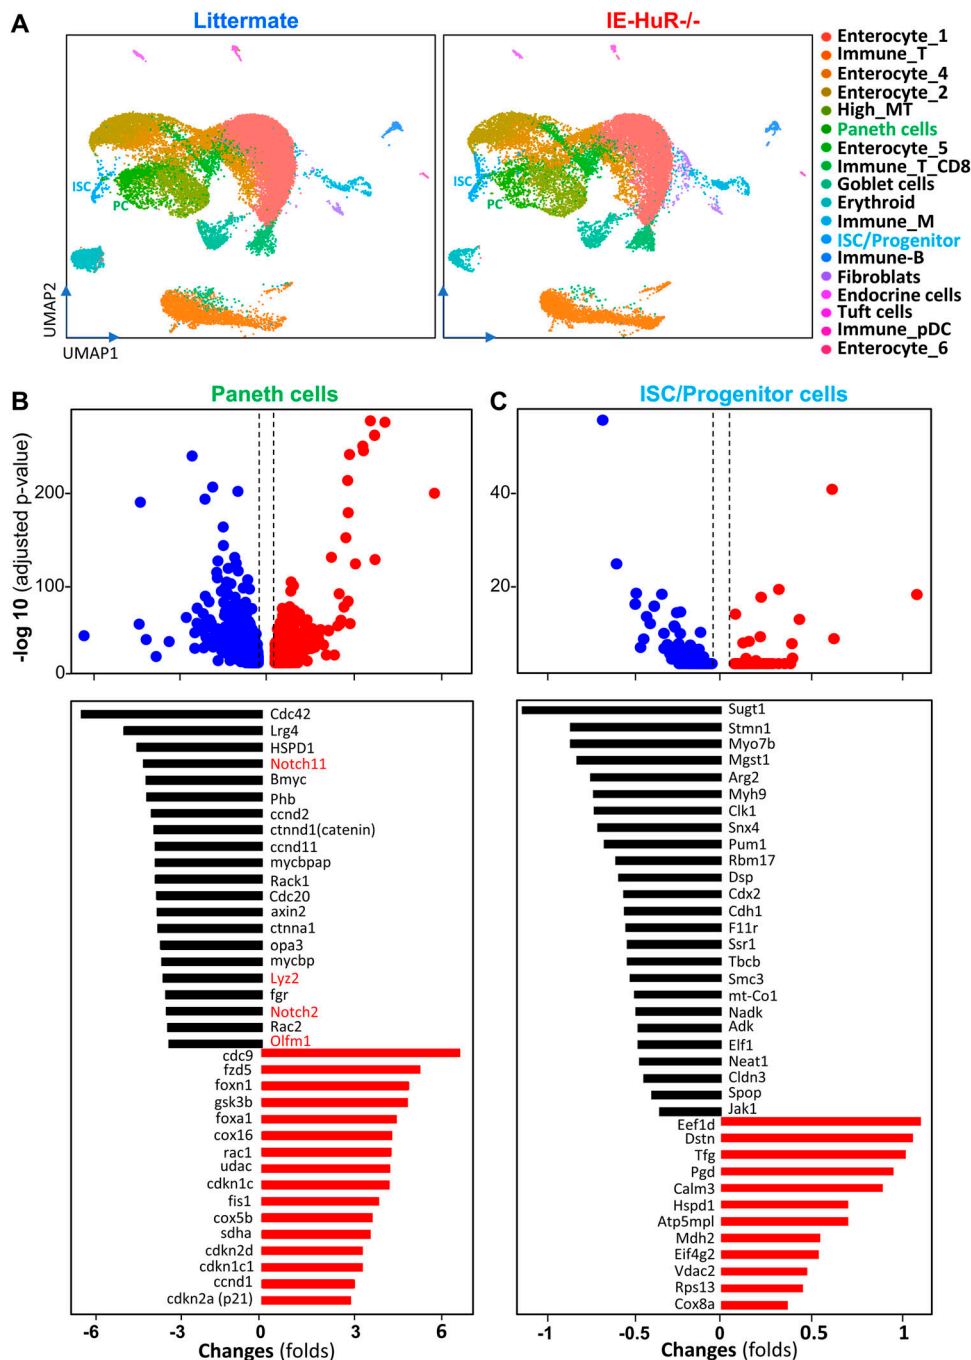 A
Littermate
IE-HuR-/-
ISC
PC
UMAP2
UMAP1
ISC
PC
Enterocyte_1
Immune_T
Enterocyte_4
Enterocyte_2
High_MT
Paneth cells
Enterocyte_5
Immune_T_CD8
Goblet cells
Erythroid
Immune_M
ISC/Progenitor
Immune-B
Fibroblats
Endocrine cells
Tuft cells
Immune_pDC
Enterocyte_6
B
Paneth cells
-log 10 (adjusted p-value)
200
100
0
Cdc42
Lrg4
HSPD1
Notch11
Bmyc
Phb
ccnd2
ctnnd1(catenin)
ccnd11
mycbpap
Rack1
Cdc20
axin2
ctnna1
opa3
mycbp
Lyz2
fgr
Notch2
Rac2
Olfm1
cdc9
fzd5
foxn1
gsk3b
foxa1
cox16
rac1
udac
cdkn1c
fis1
cox5b
sdha
cdkn2d
cdkn1c1
ccnd1
cdkn2a (p21)
-6 -3 0 3 6
Changes (folds)
C
ISC/Progenitor cells
40
20
Sugt1
Stmn1
Myo7b
Mgst1
Arg2
Myh9
Clk1
Snx4
Pum1
Rbm17
Dsp
Cdx2
Cdh1
F11r
Ssr1
Tbcb
Smc3
mt-Co1
Nadk
Adk
Elf1
Neat1
Cldn3
Spop
Jak1
Eef1d
Dstn
Tfg
Pgd
Calm3
Hspd1
Atp5mpl
Mdh2
Eif4g2
Vdac2
Rps13
Cox8a
-1 -0.5 0 0.5 1
Changes (folds)